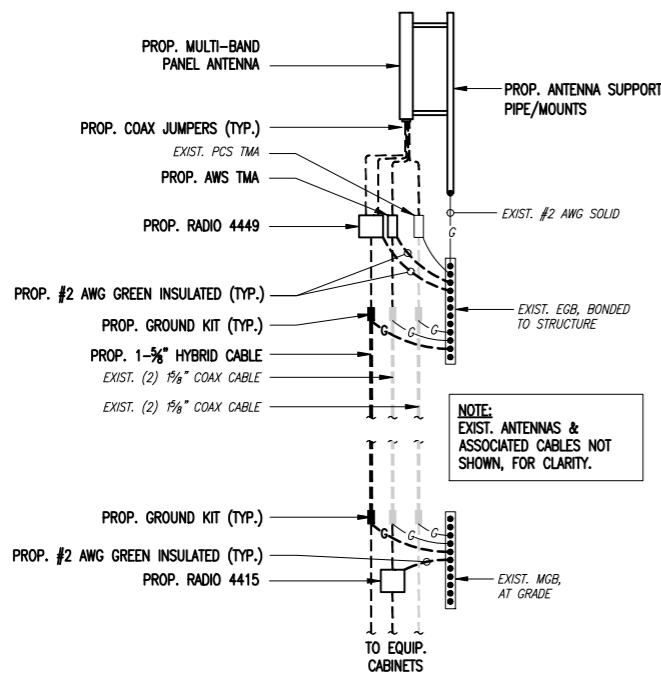 PROP. MULTI-BAND
PANEL ANTENNA
PROP. ANTENNA SUPPORT
PIPE/MOUNTS
PROP. COAX JUMPERS (TYP.)
EXIST. PCS TMA
PROP. AWS TMA
EXIST. #2 AWG SOLID
PROP. RADIO 4449
G
PROP. #2 AWG GREEN INSULATED (TYP.)
EXIST. EGB, BONDED
TO STRUCTURE
PROP. GROUND KIT (TYP.)
G G G
PROP. 1-5/8" HYBRID CABLE
EXIST. (2) 1 5/8" COAX CABLE
EXIST. (2) 1 5/8" COAX CABLE
NOTE:
EXIST. ANTENNAS &
ASSOCIATED CABLES NOT
SHOWN, FOR CLARITY.
PROP. GROUND KIT (TYP.)
G G G
PROP. #2 AWG GREEN INSULATED (TYP.)
PROP. RADIO 4415
EXIST. MGB,
AT GRADE
TO EQUIP.
CABINETS